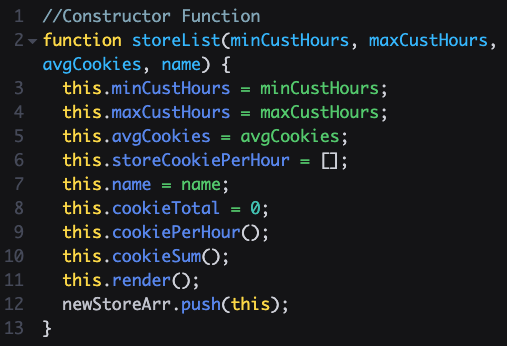 1 //Constructor Function
2 function storeList(minCustHours, maxCustHours,
avgCookies, name) {
3 this.minCustHours = minCustHours;
4 this.maxCustHours = maxCustHours;
5 this.avgCookies = avgCookies;
6 this.storeCookiePerHour = [];
7 this.name = name;
8 this.cookieTotal = 0;
9 this.cookiePerHour();
10 this.cookieSum();
11 this.render();
12 newStoreArr.push(this);
13 }